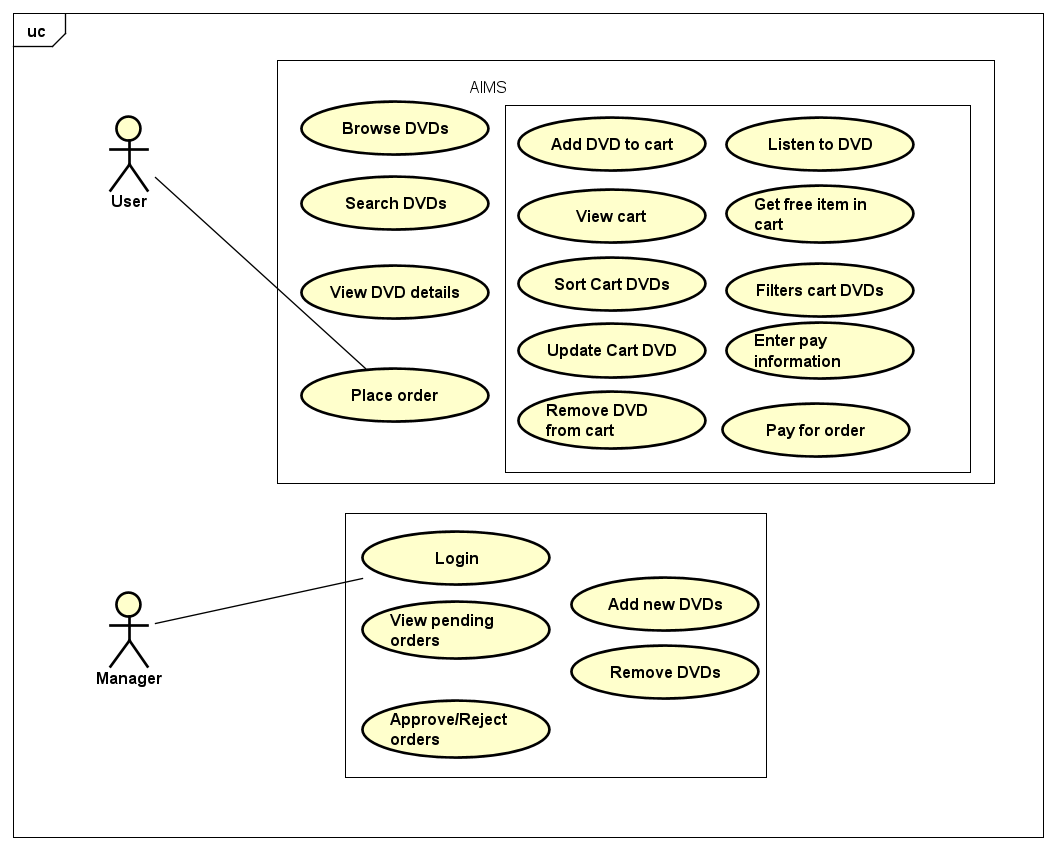 uc
AIMS
User
Browse DVDs
Search DVDs
View DVD details
Place order
Add DVD to cart
View cart
Sort Cart DVDs
Update Cart DVD
Remove DVD
from cart
Listen to DVD
Get free item in
cart
Filters cart DVDs
Enter pay
information
Pay for order
Manager
Login
View pending
orders
Approve/Reject
orders
Add new DVDs
Remove DVDs